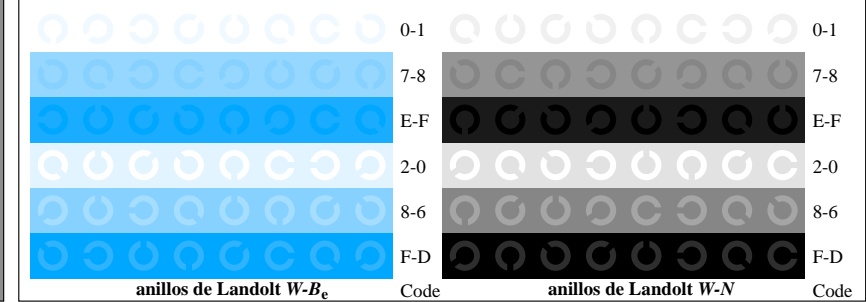 0-1 0-1
7-8 7-8
E-F E-F
2-0 2-0
8-6 8-6
F-D F-D
anillos de Landolt W-Be Code anillos de Landolt W-N Code